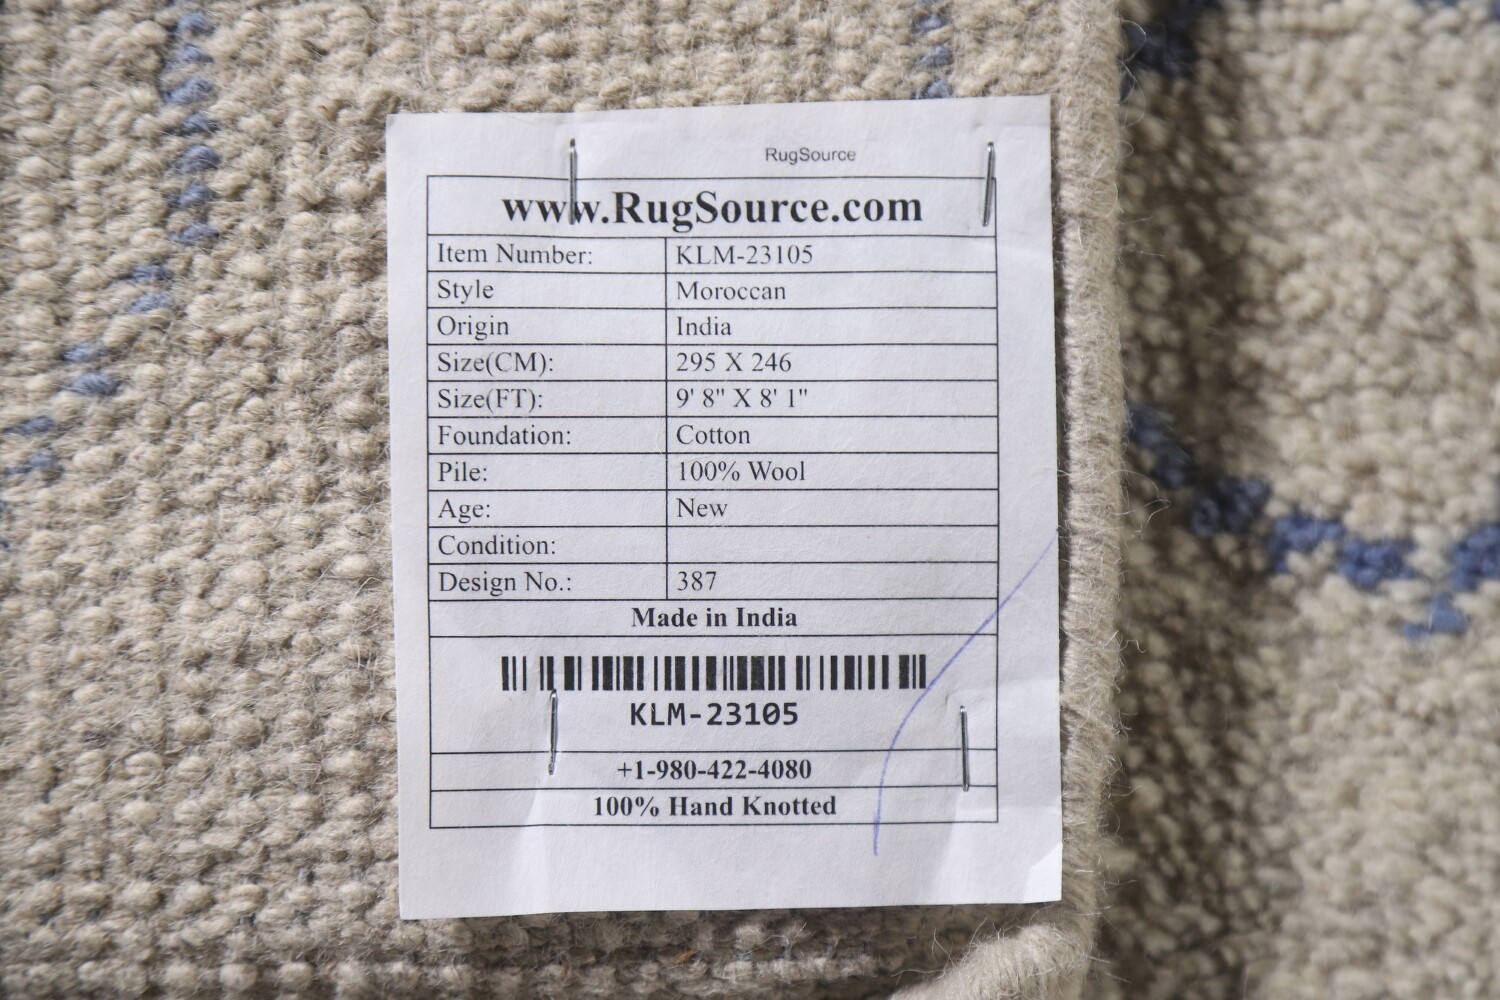 RugSource
www.RugSource.com
Item Number: KLM-23105
Style Moroccan
Origin India
Size(CM): 295 X 246
Size(FT): 9' 8" X 8' 1"
Foundation: Cotton
Pile: 100% Wool
Age: New
Condition:
Design No.: 387
Made in India
KLM-23105
+1-980-422-4080
100% Hand Knotted